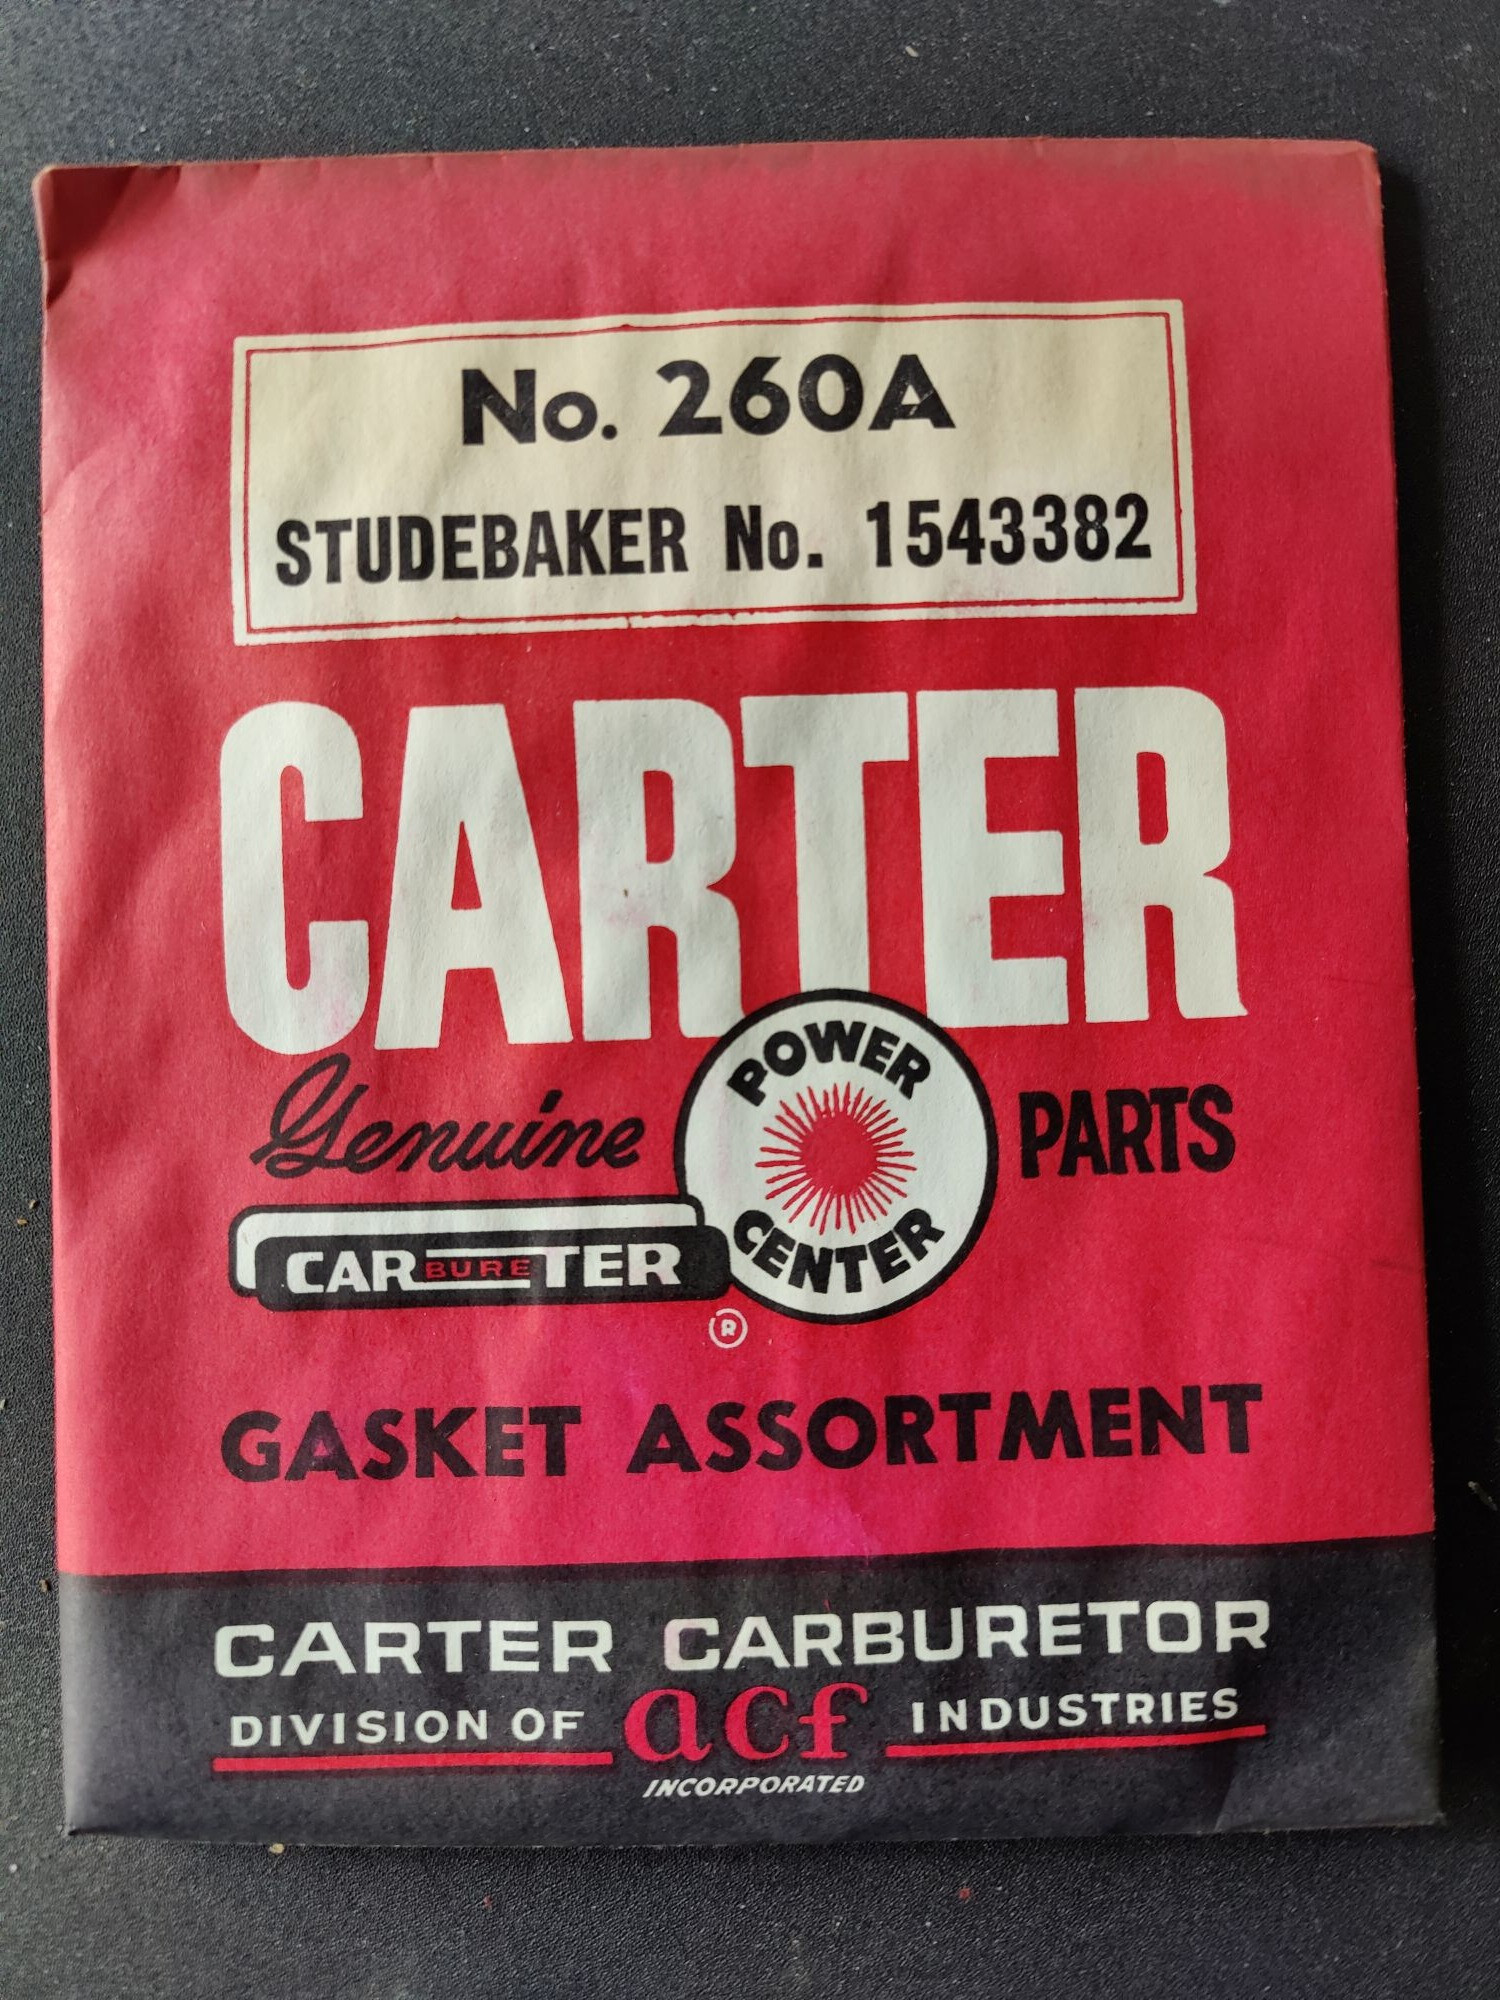 No. 260A
STUDEBAKER No. 1543382
CARTER
Genuine POWER CENTER PARTS
CARBURETER
®
GASKET ASSORTMENT
CARTER CARBURETOR
DIVISION OF acf INDUSTRIES
INCORPORATED